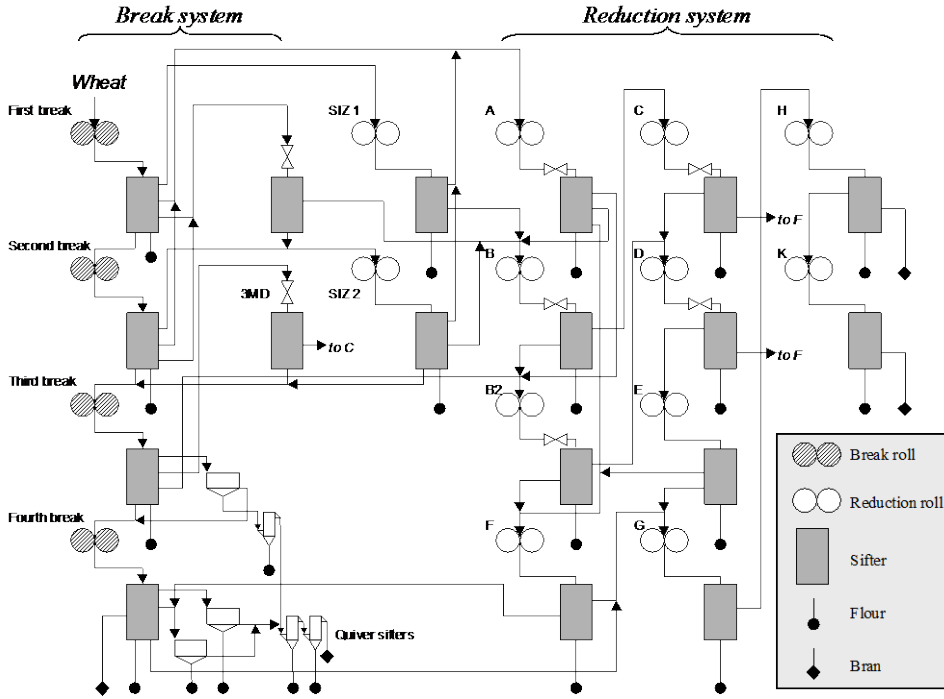 Break system
Reduction system
Wheat
First break
SIZ 1
A
C
H
to F
Second break
3MD
SIZ 2
B
D
K
to C
to F
Third break
B2
E
Break roll
Reduction roll
Fourth break
F
G
Sifter
Flour
Quiver sifters
Bran